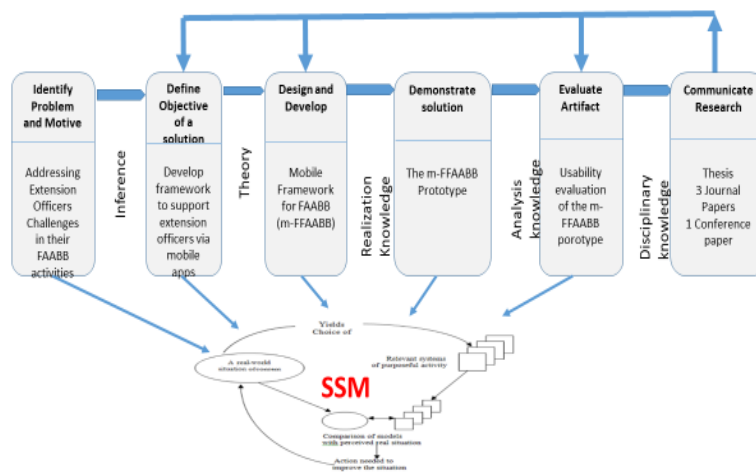 Identify Problem
and Motive
Addressing
Extension
Officers
Challenges
in their
FAABB
activities
Inference
Define
Objective
of a
solution
Develop
framework
to support
extension
officers via
mobile
apps
Theory
Design and
Develop
Mobile
Framework
for FAABB
(m-FFAABB)
Realization
Knowledge
Demonstrate
solution
The m-FFAABB
Prototype
Analysis
knowledge
Evaluate
Artifact
Usability
evaluation
of the m-
FFAABB
porotype
Disciplinary
knowledge
Communicate
Research
Thesis
3 Journal
Papers
1 Conference
paper
Yields
Choice of
A real-world
situation of
Relevant systems
of purposeful activity
SSM
Comparison of models
with perceived real situation
Action needed to
improve the situation